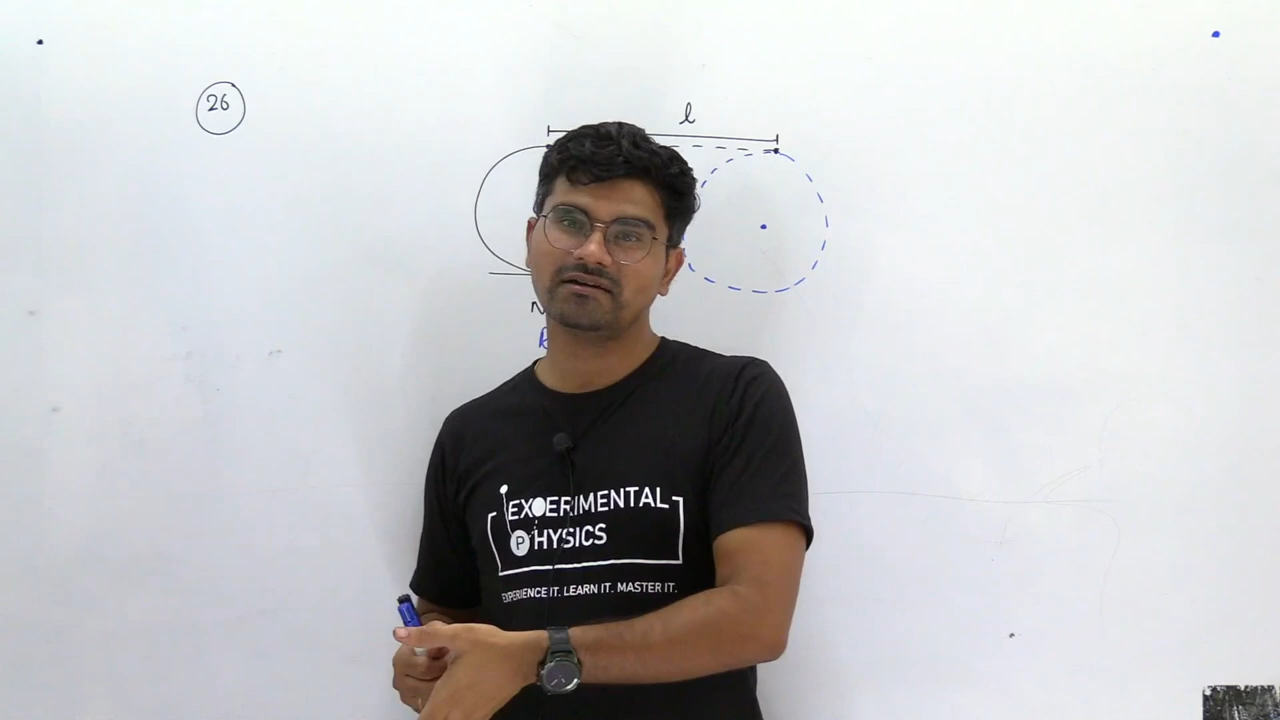 26
l
EXPERIMENTAL
PHYSICS
EXPERIENCE IT. LEARN IT. MASTER IT.